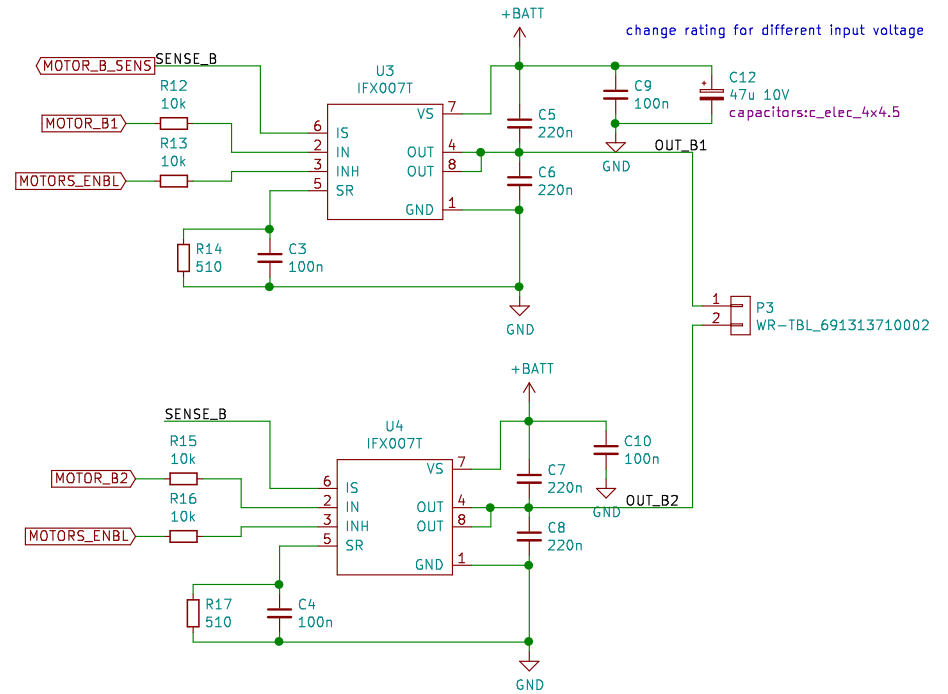 +BATT
change rating for different input voltage
MOTOR_B_SENS
SENSE_B
U3
IFX007T
R12
10k
C9
100n
C12
47u 10V
capacitors:c_elec_4x4.5
VS
7
MOTOR_B1
C5
220n
6
IS
R13
10k
2
IN
OUT
4
OUT_B1
GND
3
INH
OUT
8
MOTORS_ENBL
C6
220n
5
SR
GND
1
R14
510
C3
100n
GND
1
2
P3
WR-TBL_691313710002
+BATT
SENSE_B
U4
IFX007T
R15
10k
C10
100n
VS
7
MOTOR_B2
C7
220n
6
IS
R16
10k
2
IN
OUT
4
OUT_B2
GND
3
INH
OUT
8
MOTORS_ENBL
C8
220n
5
SR
GND
1
R17
510
C4
100n
GND